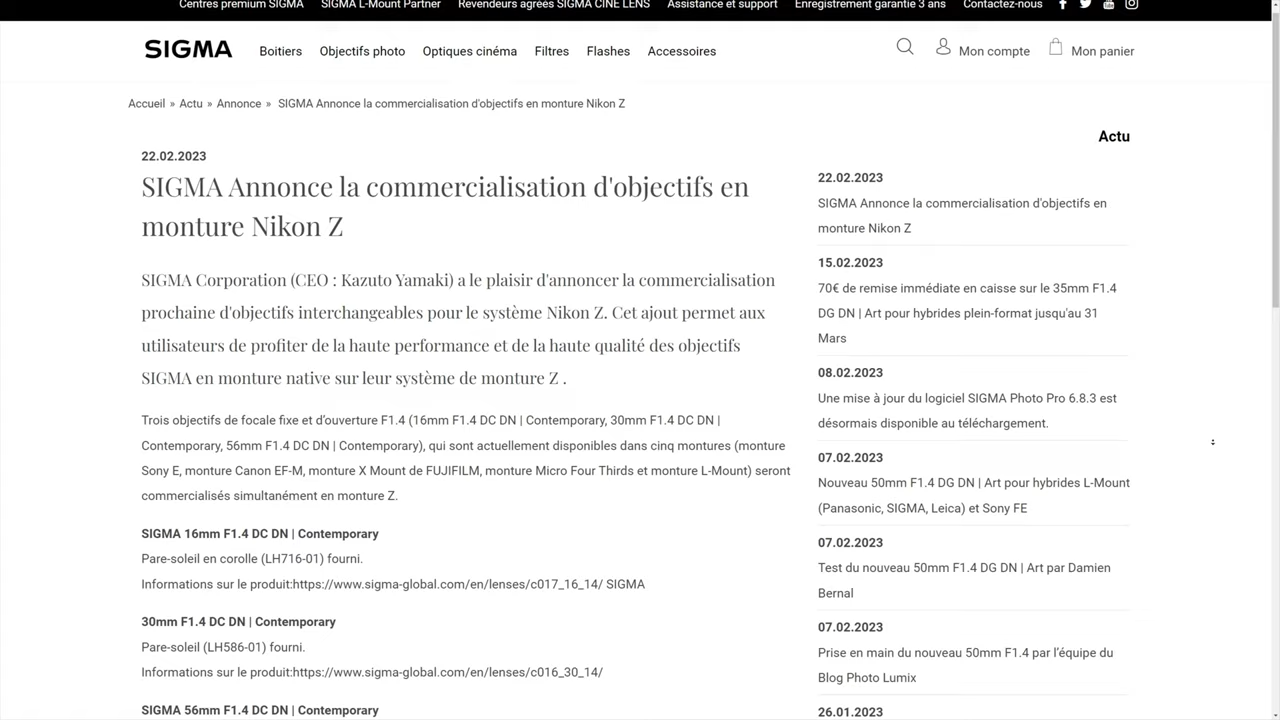 Centres premium SIGMA SIGMA L-Mount Partner Revendeurs agréés SIGMA CINE LENS Assistance et support Enregistrement garantie 3 ans Contactez-nous
SIGMA Boitiers Objectifs photo Optiques cinéma Filtres Flashes Accessoires Mon compte Mon panier
Accueil » Actu » Annonce » SIGMA Annonce la commercialisation d'objectifs en monture Nikon Z
22.02.2023
SIGMA Annonce la commercialisation d'objectifs en
monture Nikon Z
SIGMA Corporation (CEO : Kazuto Yamaki) a le plaisir d'annoncer la commercialisation
prochaine d'objectifs interchangeables pour le système Nikon Z. Cet ajout permet aux
utilisateurs de profiter de la haute performance et de la haute qualité des objectifs
SIGMA en monture native sur leur système de monture Z .
Trois objectifs de focale fixe et d’ouverture F1.4 (16mm F1.4 DC DN | Contemporary, 30mm F1.4 DC DN |
Contemporary, 56mm F1.4 DC DN | Contemporary), qui sont actuellement disponibles dans cinq montures (monture
Sony E, monture Canon EF-M, monture X Mount de FUJIFILM, monture Micro Four Thirds et monture L-Mount) seront
commercialisés simultanément en monture Z.
SIGMA 16mm F1.4 DC DN | Contemporary
Pare-soleil en corolle (LH716-01) fourni.
Informations sur le produit:https://www.sigma-global.com/en/lenses/c017_16_14/ SIGMA
30mm F1.4 DC DN | Contemporary
Pare-soleil (LH586-01) fourni.
Informations sur le produit:https://www.sigma-global.com/en/lenses/c016_30_14/
SIGMA 56mm F1.4 DC DN | Contemporary
Actu
22.02.2023
SIGMA Annonce la commercialisation d'objectifs en
monture Nikon Z
15.02.2023
70€ de remise immédiate en caisse sur le 35mm F1.4
DG DN | Art pour hybrides plein-format jusqu'au 31
Mars
08.02.2023
Une mise à jour du logiciel SIGMA Photo Pro 6.8.3 est
désormais disponible au téléchargement.
07.02.2023
Nouveau 50mm F1.4 DG DN | Art pour hybrides L-Mount
(Panasonic, SIGMA, Leica) et Sony FE
07.02.2023
Test du nouveau 50mm F1.4 DG DN | Art par Damien
Bernal
07.02.2023
Prise en main du nouveau 50mm F1.4 par l’équipe du
Blog Photo Lumix
26.01.2023